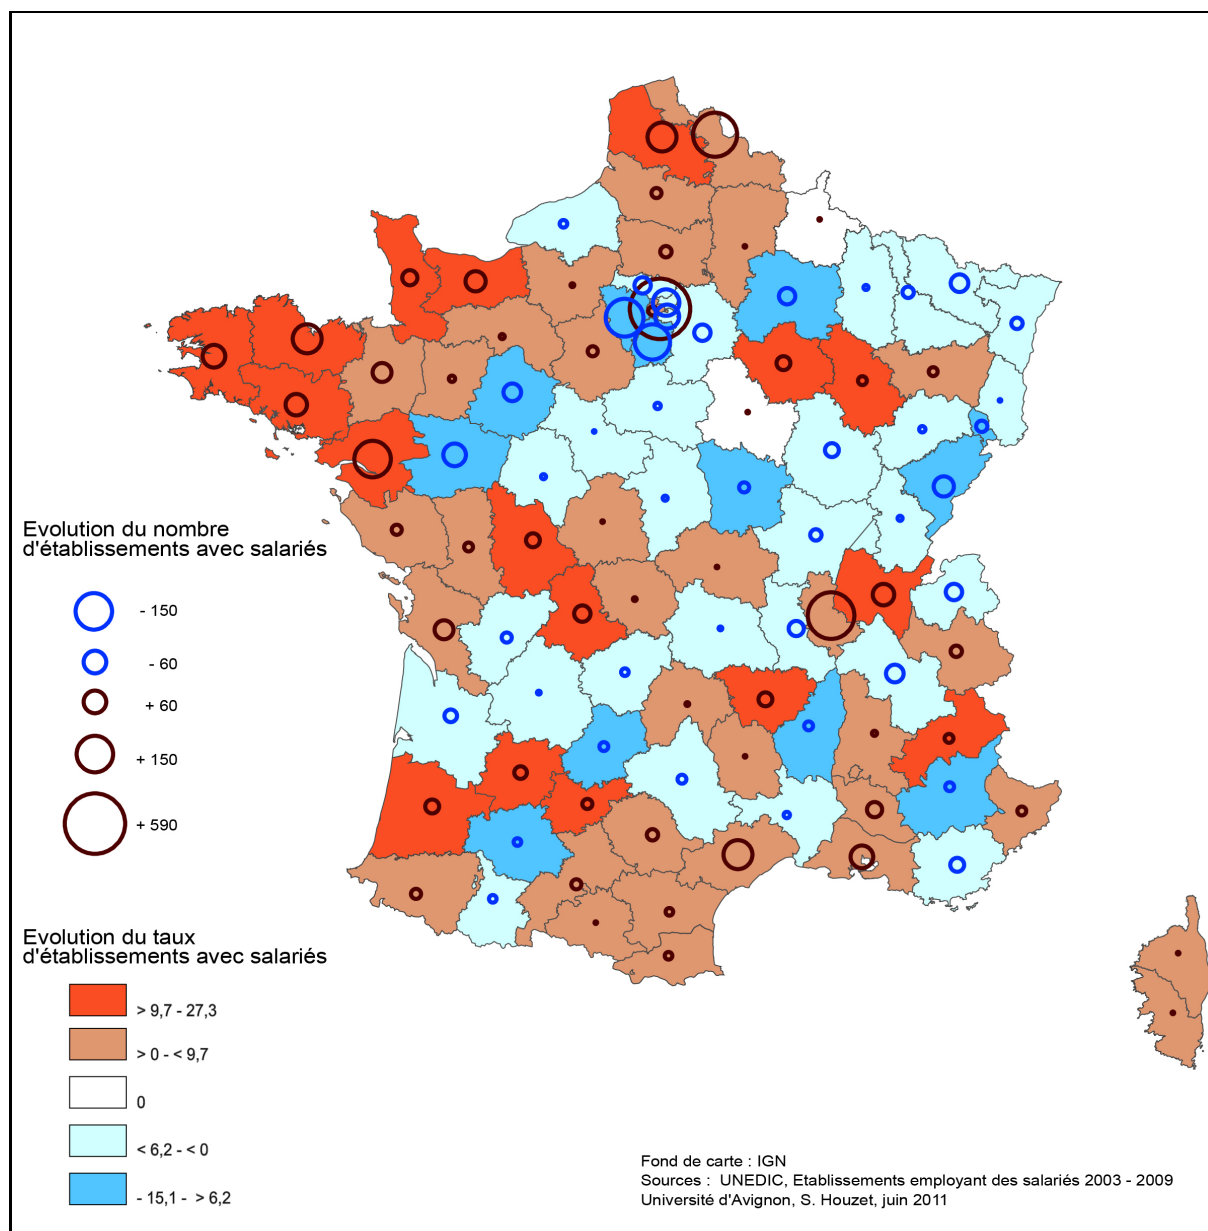 Evolution du nombre
d'établissements avec salariés
- 150
- 60
+ 60
+ 150
+ 590
Evolution du taux
d'établissements avec salariés
> 9,7 - 27,3
> 0 - < 9,7
0
< 6,2 - < 0
- 15,1 - > 6,2
Fond de carte : IGN
Sources :  UNEDIC, Etablissements employant des salariés 2003 - 2009
Université d'Avignon, S. Houzet, juin 2011